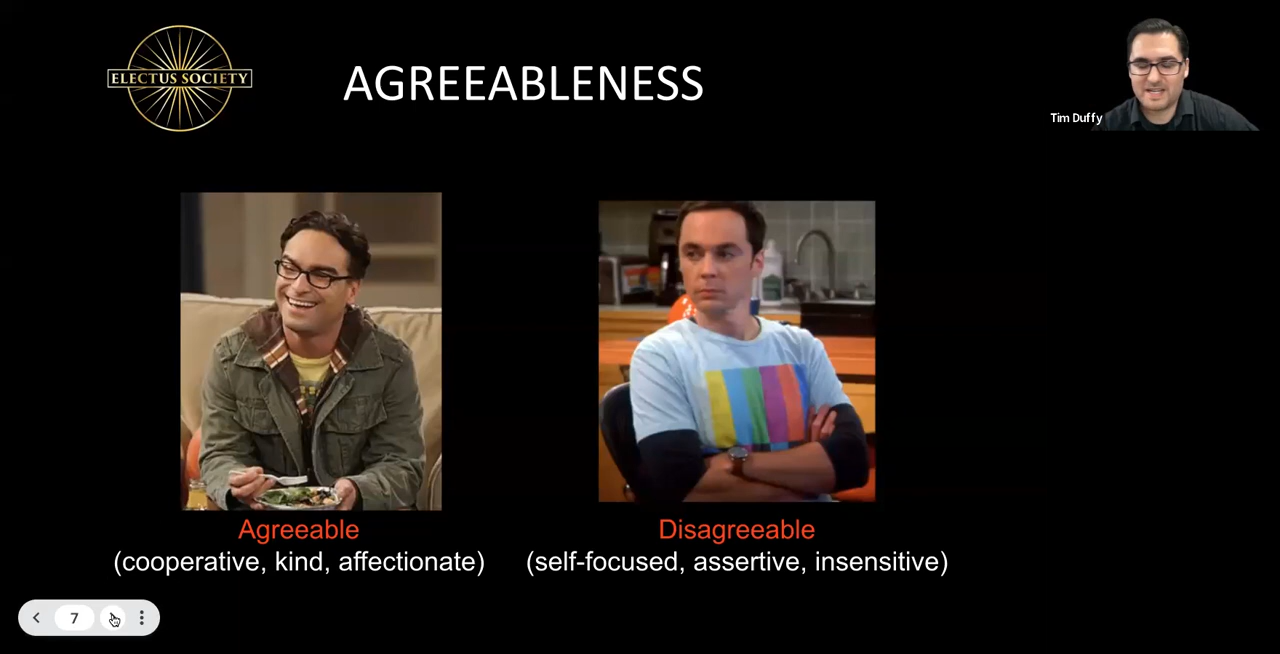 ELECTUS SOCIETY
AGREEABLENESS
Tim Duffy
Agreeable
(cooperative, kind, affectionate)
Disagreeable
(self-focused, assertive, insensitive)
7